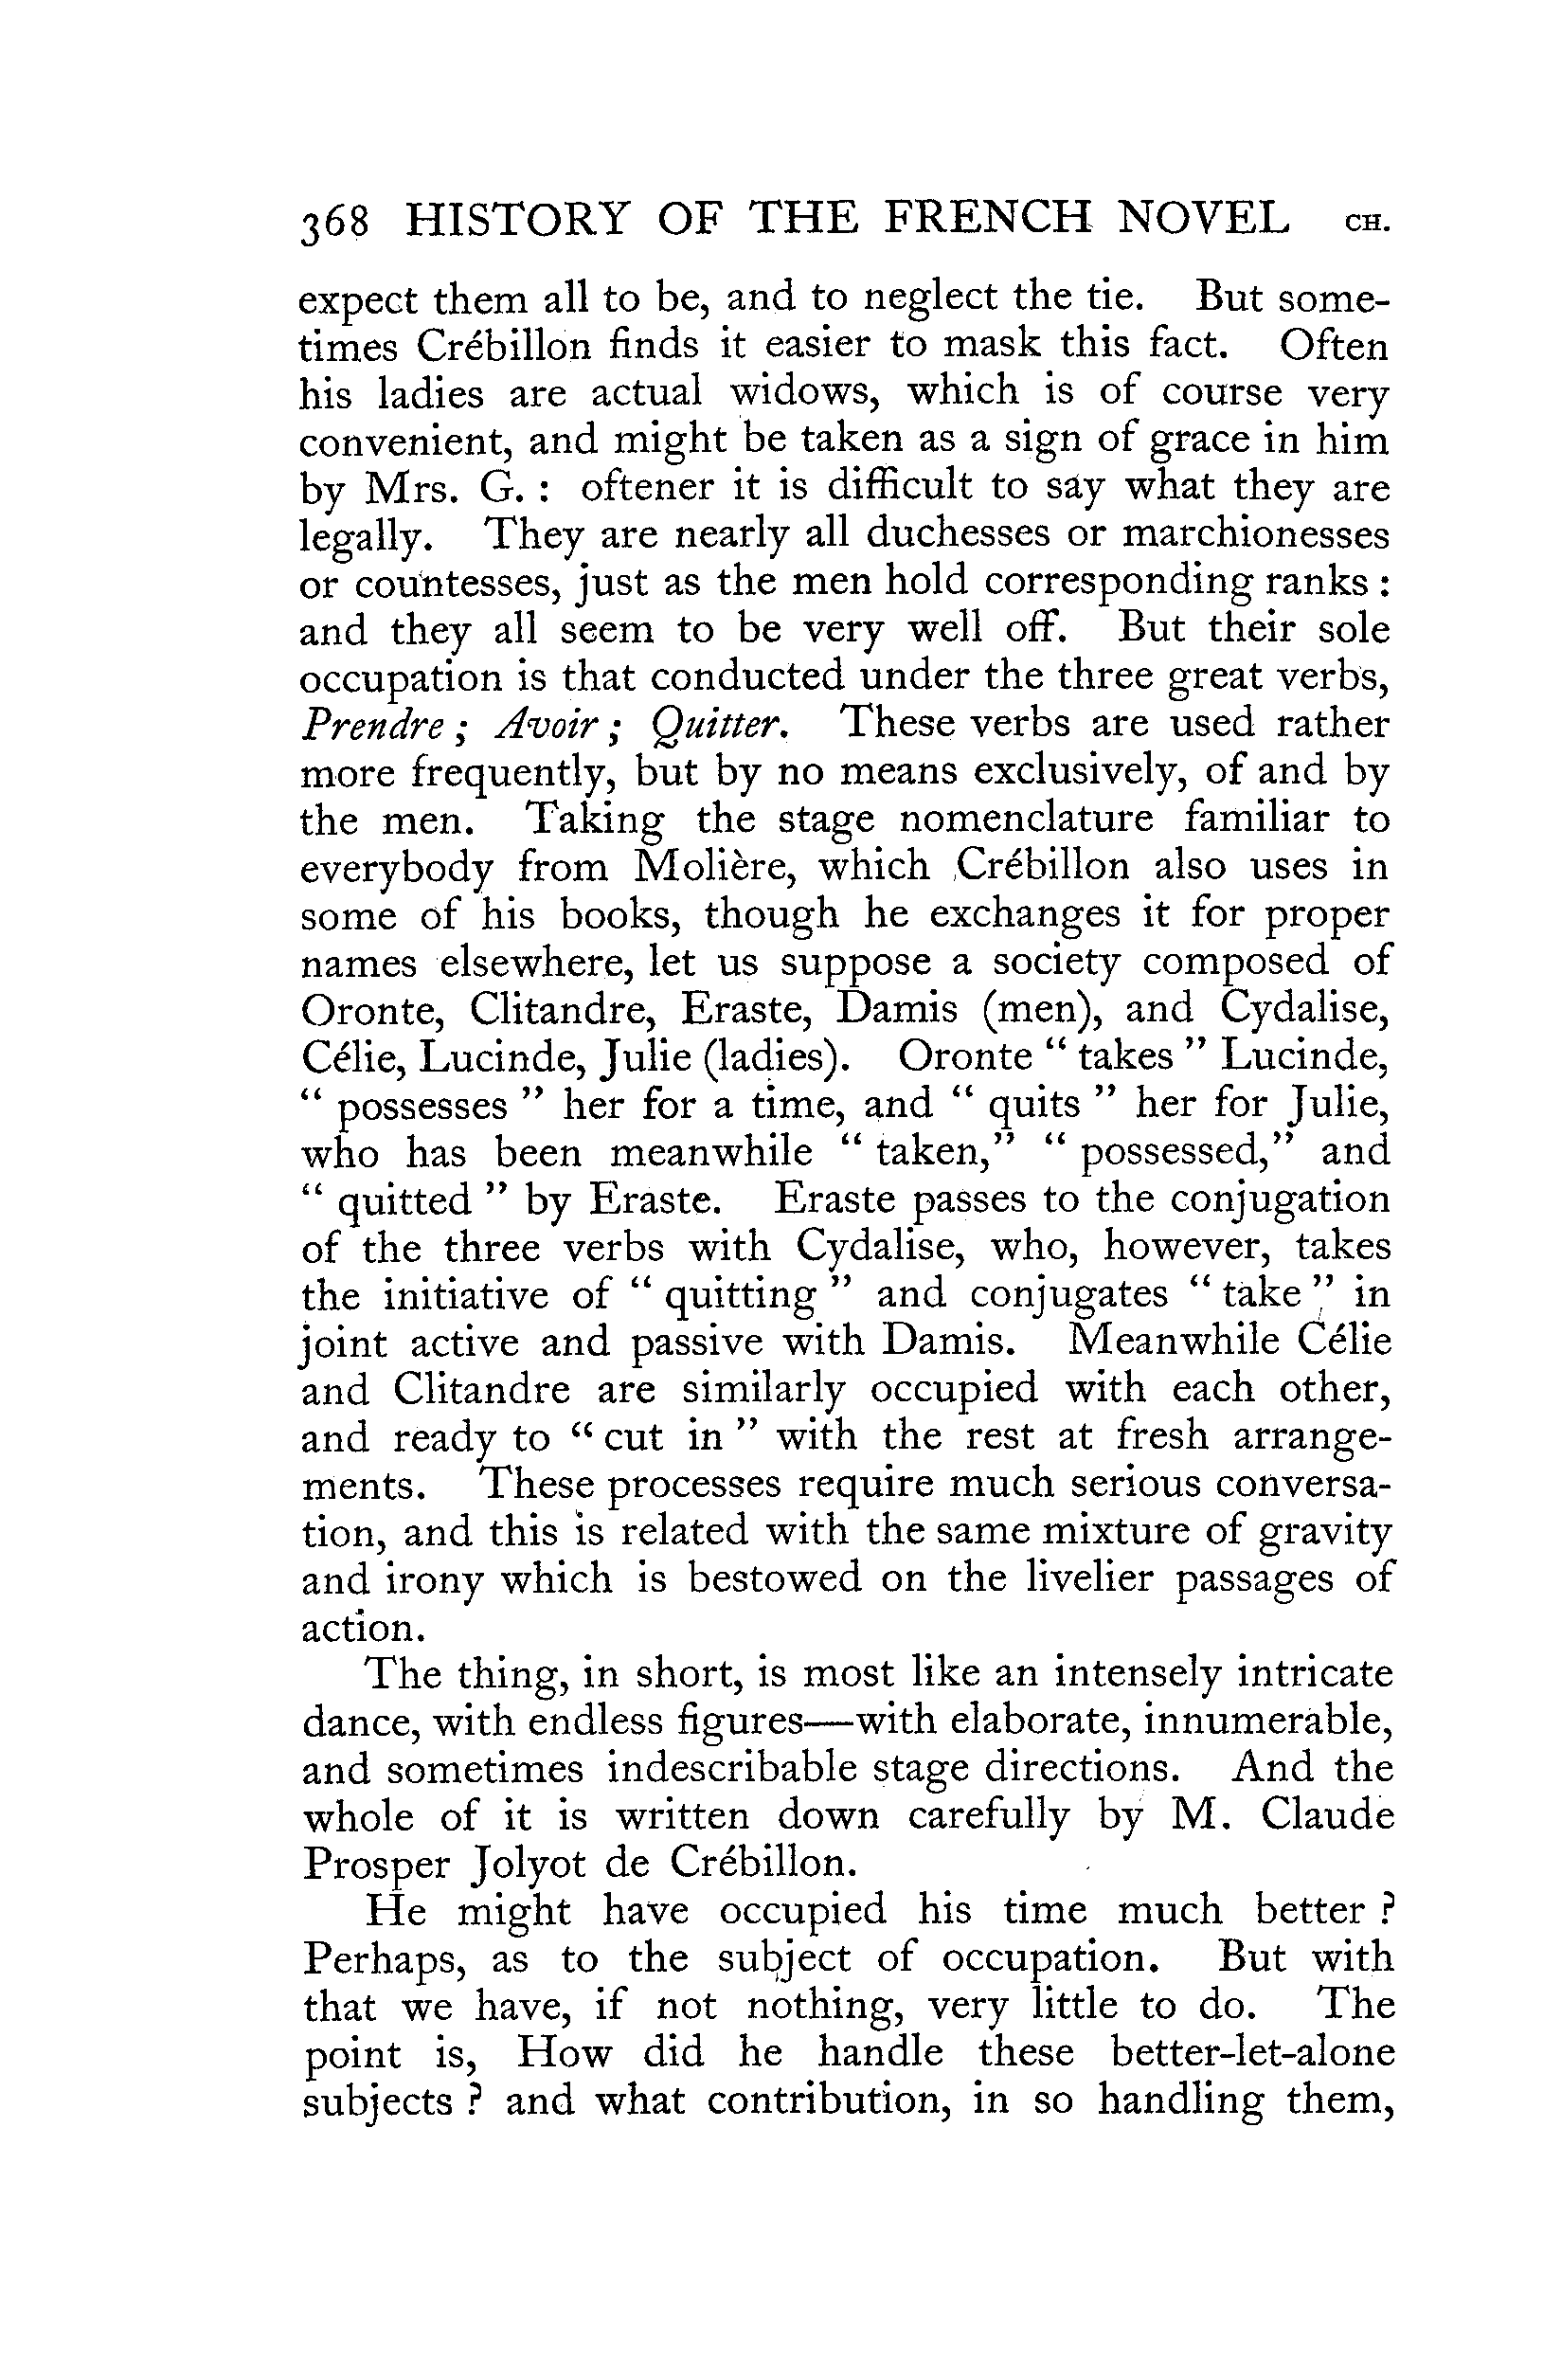 368 HISTORY OF THE FRENCH NOVEL CH.
expect them all to be, and to neglect the tie. But some-
times Crébillon finds it easier to mask this fact. Often
his ladies are actual widows, which is of course very
convenient, and might be taken as a sign of grace in him
by Mrs. G. : oftener it is difficult to say what they are
legally. They are nearly all duchesses or marchionesses
or countesses, just as the men hold corresponding ranks :
and they all seem to be very well off. But their sole
occupation is that conducted under the three great verbs,
Prendre ; Avoir ; Quitter. These verbs are used rather
more frequently, but by no means exclusively, of and by
the men. Taking the stage nomenclature familiar to
everybody from Molière, which Crébillon also uses in
some of his books, though he exchanges it for proper
names elsewhere, let us suppose a society composed of
Oronte, Clitandre, Eraste, Damis (men), and Cydalise,
Célie, Lucinde, Julie (ladies). Oronte “ takes ” Lucinde,
“ possesses ” her for a time, and “ quits ” her for Julie,
who has been meanwhile “ taken,” “ possessed,” and
“ quitted ” by Eraste. Eraste passes to the conjugation
of the three verbs with Cydalise, who, however, takes
the initiative of “ quitting ” and conjugates “ take ” in
joint active and passive with Damis. Meanwhile Célie
and Clitandre are similarly occupied with each other,
and ready to “ cut in ” with the rest at fresh arrange-
ments. These processes require much serious conversa-
tion, and this is related with the same mixture of gravity
and irony which is bestowed on the livelier passages of
action.
The thing, in short, is most like an intensely intricate
dance, with endless figures—with elaborate, innumerable,
and sometimes indescribable stage directions. And the
whole of it is written down carefully by M. Claude
Prosper Jolyot de Crébillon.
He might have occupied his time much better ?
Perhaps, as to the subject of occupation. But with
that we have, if not nothing, very little to do. The
point is, How did he handle these better-let-alone
subjects ? and what contribution, in so handling them,